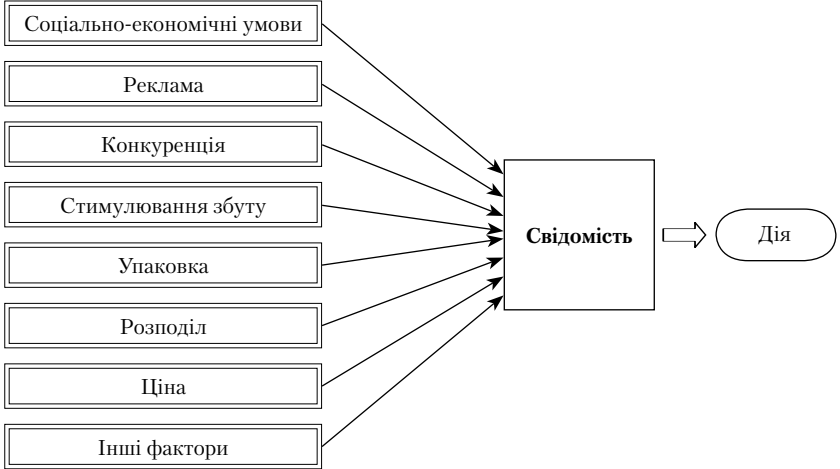 Соціально-економічні умови
Реклама
Конкуренція
Стимулювання збуту
Упаковка
Розподіл
Ціна
Інші фактори
Свідомість
Дія